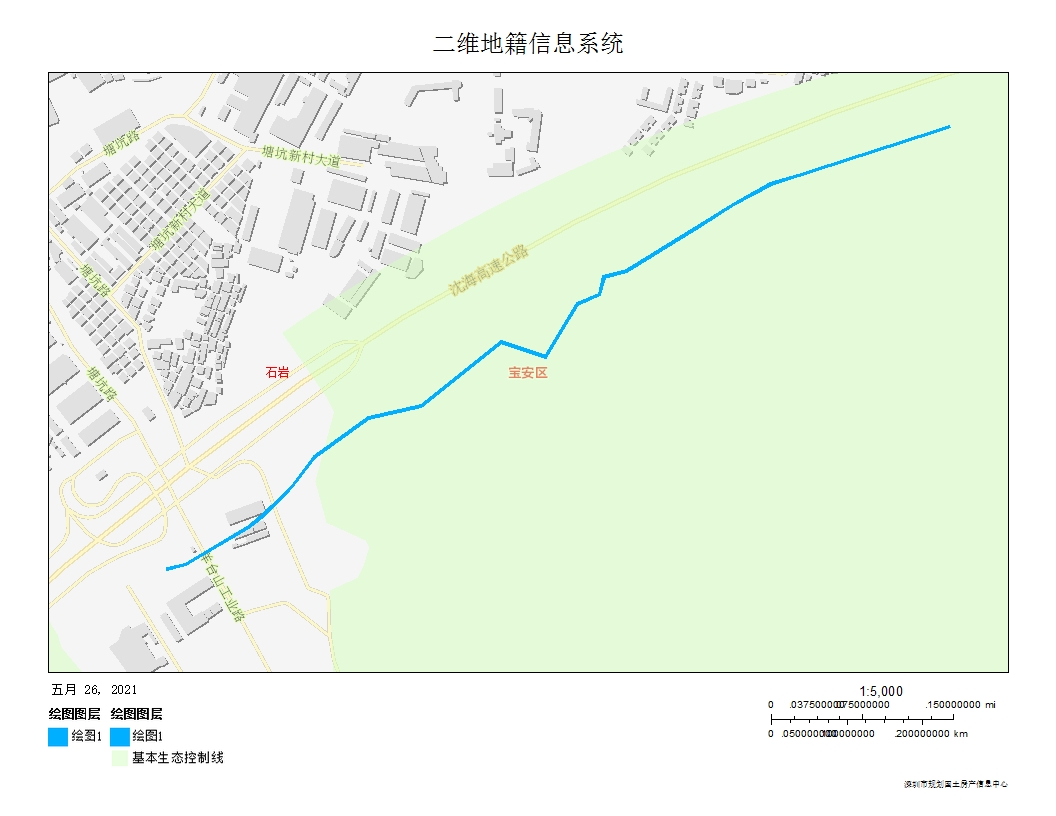 二维地籍信息系统
塘坑路
塘坑新村大道
塘坑新村大道
沈海高速公路
塘坑路
石岩
宝安区
塘坑路
羊台山工业路
五月 26, 2021
1:5,000
绘图图层 绘图图层
0 .150000000 mi
绘图1 绘图1
0 .200000000 km
基本生态控制线
深圳市规划国土房产信息中心